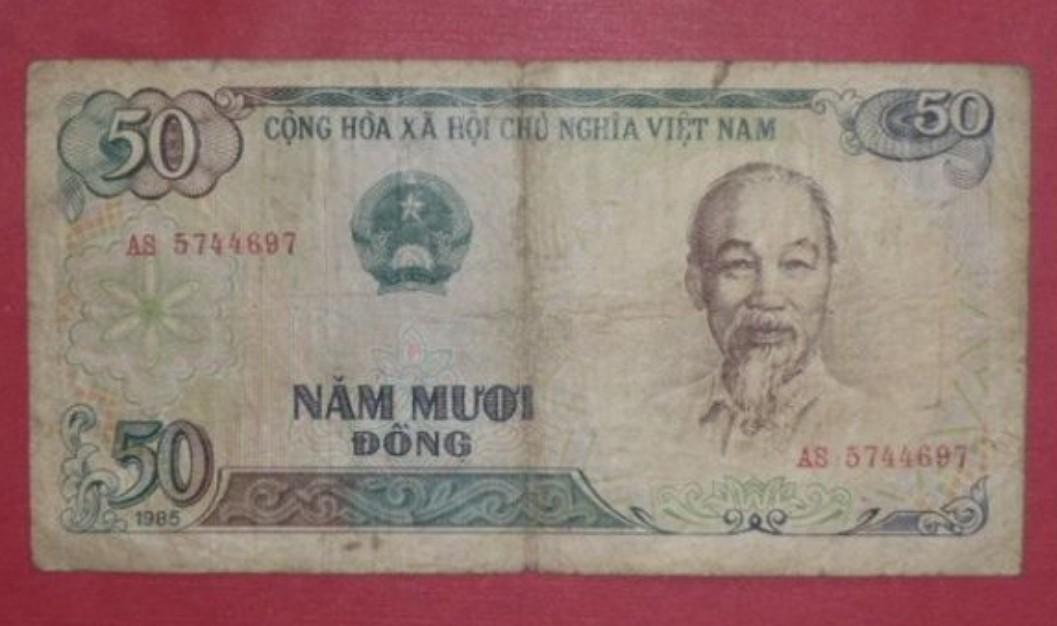 50
50
CỘNG HÒA XÃ HỘI CHỦ NGHĨA VIỆT NAM
AS 5744697
NĂM MƯƠI
ĐỒNG
50
1985
AS 5744697